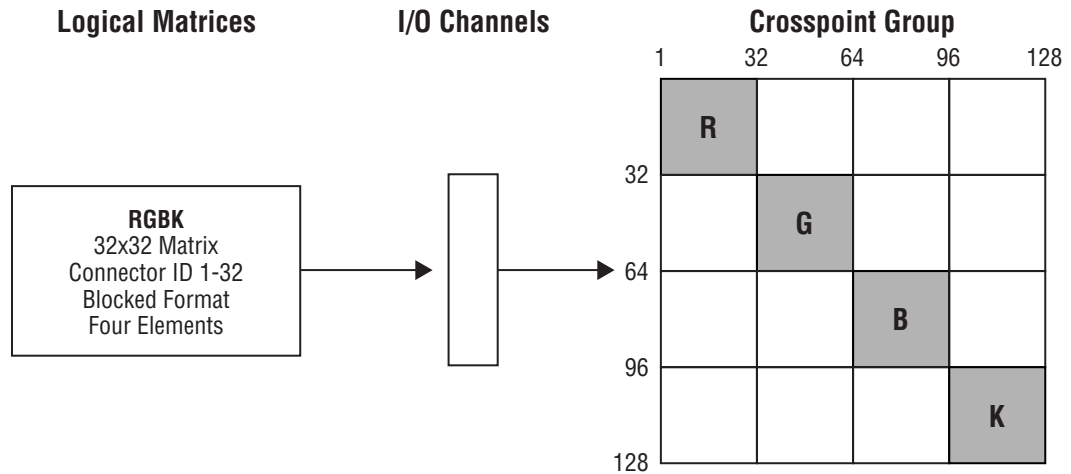 Logical Matrices
I/O Channels
Crosspoint Group
1 32 64 96 128
R
32
RGBK
32x32 Matrix
Connector ID 1-32
Blocked Format
Four Elements
G
64
B
96
K
128